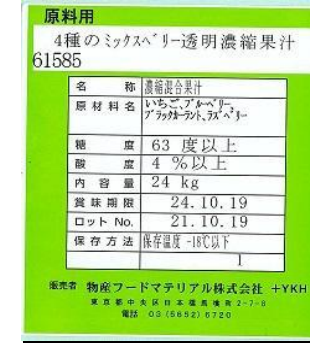 原料用
4種のミックスベリー透明濃縮果汁
61585
名 称 濃縮混合果汁
原材料名 いちご、ブルーベリー、
ブラックカーラント、ラズベリー
糖 度 63 度以上
酸 度 4 %以上
内 容 量 24 kg
賞味期限 24.10.19
ロット No. 21.10.19
保存方法 保存温度 -18℃以下
1
販売者 物産フードマテリアル株式会社 +YKH
東京都中央区日本橋馬喰町 2-7-8
電話 03 (5652) 6720